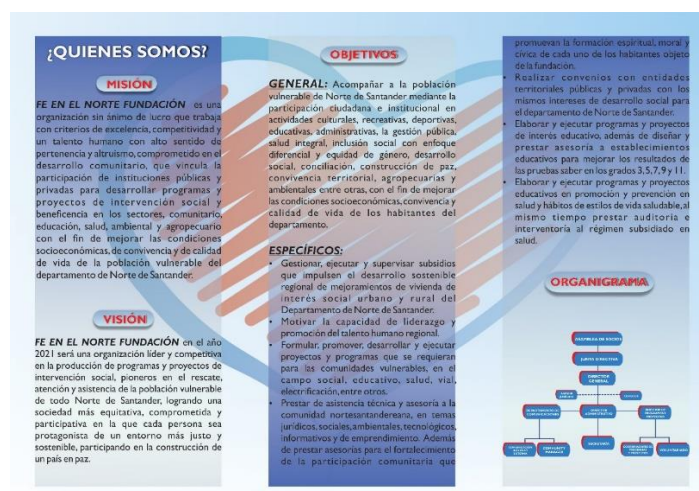 ¿QUIENES SOMOS?
MISIÓN
FE EN EL NORTE FUNDACIÓN es una
organización sin ánimo de lucro que trabaja
con criterios de excelencia, competitividad y
un talento humano con alto sentido de
pertenencia y altruismo, comprometido en el
desarrollo comunitario, que vincula la
participación de instituciones públicas y
privadas para desarrollar programas y
proyectos de intervención social y
beneficencia en los sectores, comunitario,
educación, salud, ambiental y agropecuario
con el fin de mejorar las condiciones
socioeconómicas, de convivencia y de calidad
de vida de la población vulnerable del
departamento de Norte de Santander.
VISIÓN
FE EN EL NORTE FUNDACIÓN en el año
2021 será una organización líder y competitiva
en la producción de programas y proyectos de
intervención social, pioneros en el rescate,
atención y asistencia de la población vulnerable
de todo Norte de Santander, logrando una
sociedad más equitativa, comprometida y
participativa en la que cada persona sea
protagonista de un entorno más justo y
sostenible, participando en la construcción de
un país en paz.
OBJETIVOS
GENERAL: Acompañar a la población
vulnerable de Norte de Santander mediante la
participación ciudadana e institucional en
actividades culturales, recreativas, deportivas,
educativas, administrativas, la gestión pública,
salud integral, inclusión social con enfoque
diferencial y equidad de género, desarrollo
social, conciliación, construcción de paz,
convivencia territorial, agropecuarias y
ambientales entre otras, con el fin de mejorar
las condiciones socioeconómicas, convivencia y
calidad de vida de los habitantes del
departamento.
ESPECÍFICOS:
• Gestionar, ejecutar y supervisar subsidios
que impulsen el desarrollo sostenible
regional de mejoramientos de vivienda de
interés social urbano y rural del
Departamento de Norte de Santander.
• Motivar la capacidad de liderazgo y
promoción del talento humano regional.
• Formular, promover, desarrollar y ejecutar
proyectos y programas que se requieran
para las comunidades vulnerables, en el
campo social, educativo, salud, vial,
electrificación, entre otros.
• Prestar de asistencia técnica y asesoría a la
comunidad nortesantandereana, en temas
jurídicos, sociales, ambientales, tecnológicos,
informativos y de emprendimiento. Además
de prestar asesorías para el fortalecimiento
de la participación comunitaria que
promuevan la formación espiritual, moral y
cívica de cada uno de los habitantes objeto
de la fundación.
• Realizar convenios con entidades
territoriales públicas y privadas con los
mismos intereses de desarrollo social para
el departamento de Norte de Santander.
• Elaborar y ejecutar programas y proyectos
de interés educativo, además de diseñar y
prestar asesoría a establecimientos
educativos para mejorar los resultados de
las pruebas saber en los grados 3, 5, 7, 9 y 11.
• Elaborar y ejecutar programas y proyectos
educativos en promoción y prevención en
salud y hábitos de estilos de vida saludable, al
mismo tiempo prestar auditoria e
interventoría al régimen subsidiado en
salud.
ORGANIGRAMA
ASAMBLEA DE SOCIOS
JUNTA DIRECTIVA
DIRECTOR
GENERAL